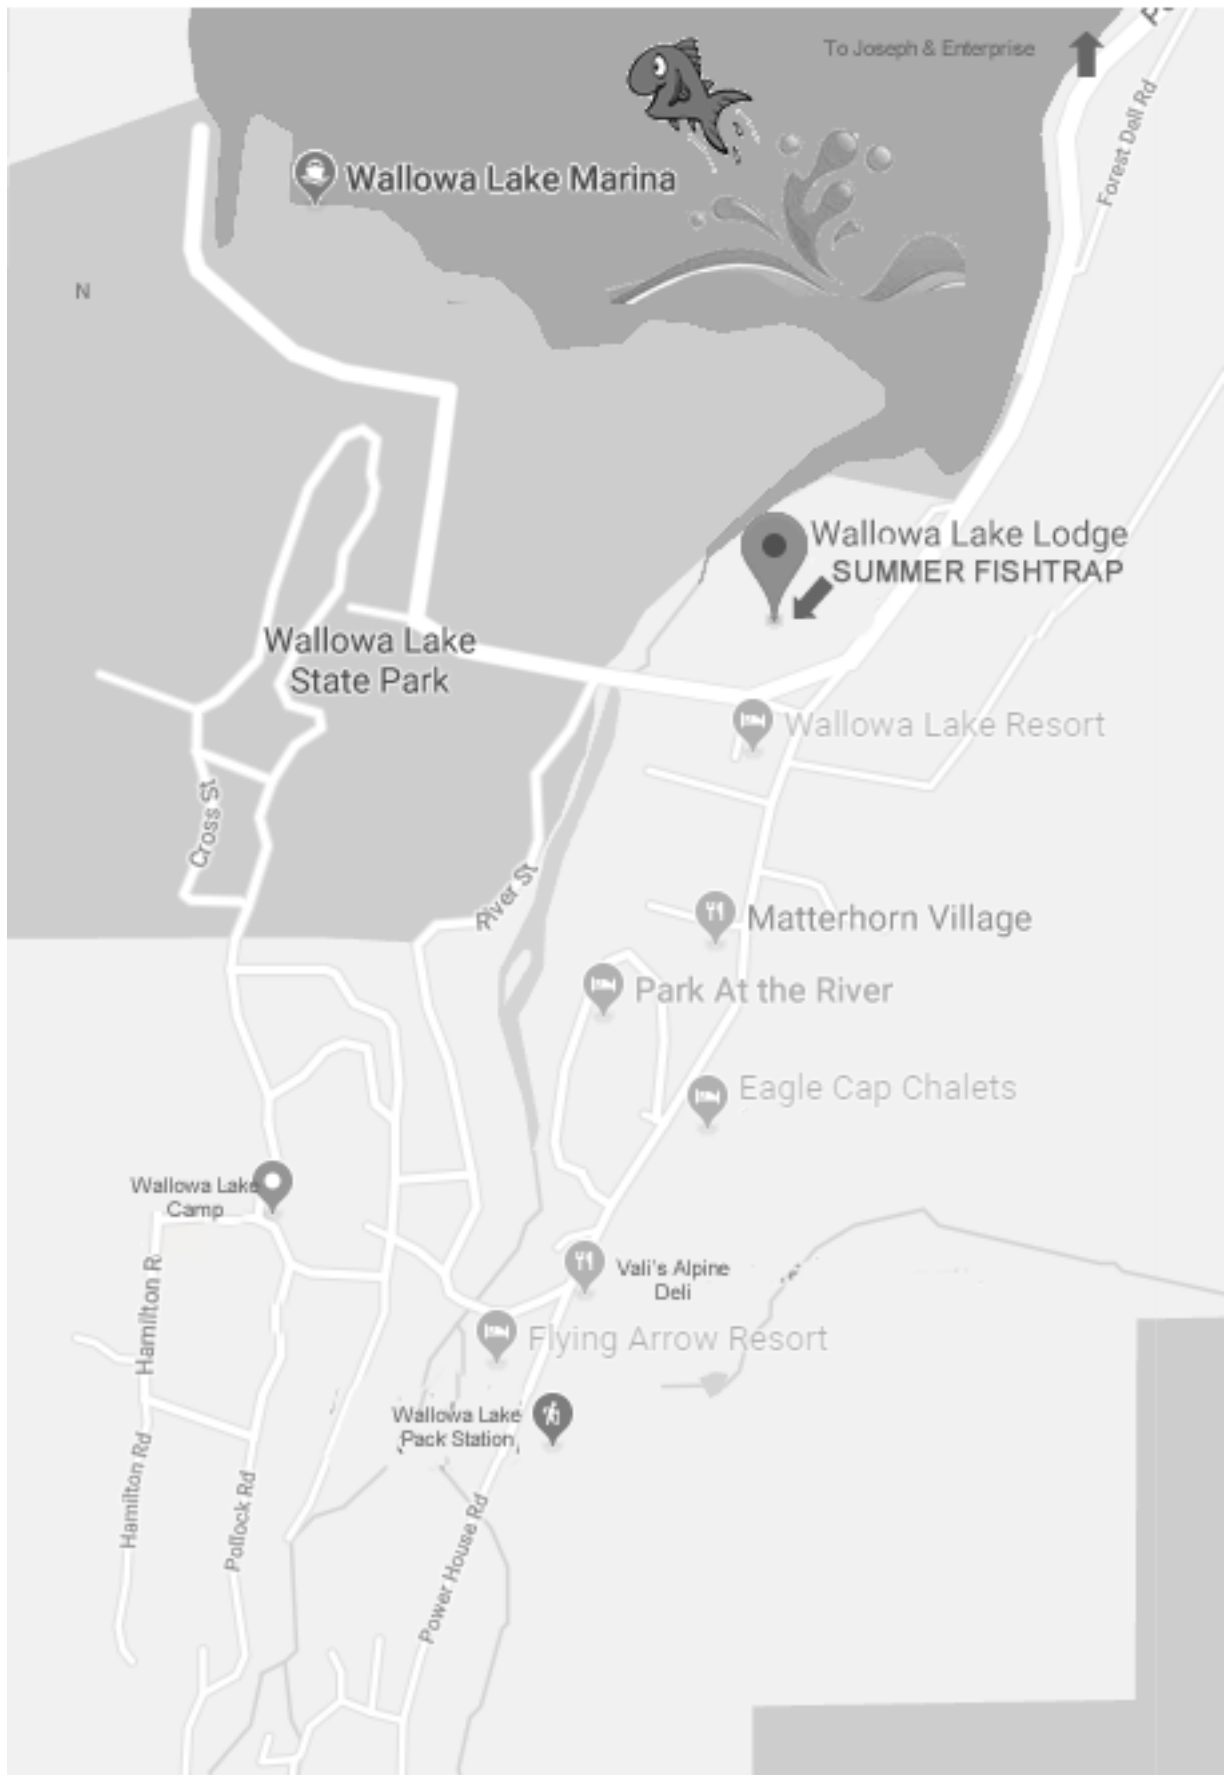 To Joseph & Enterprise
Forest Dell Rd
Wallowa Lake Marina
N
Wallowa Lake Lodge
SUMMER FISHTRAP
Wallowa Lake
State Park
Wallowa Lake Resort
Cross St
River St
Matterhorn Village
Park At the River
Eagle Cap Chalets
Wallowa Lake
Camp
Vali's Alpine
Deli
Hamilton R
Flying Arrow Resort
Wallowa Lake
Pack Station
Hamilton Rd
Pollock Rd
Power House Rd